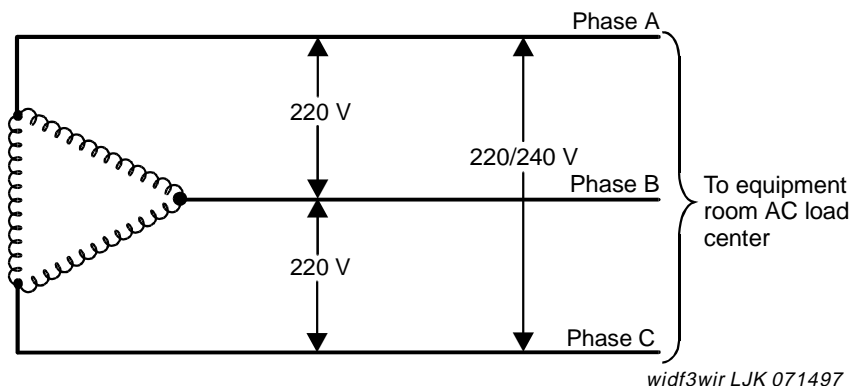 Phase A
220 V
220/240 V
Phase B
To equipment
room AC load
center
220 V
Phase C
widf3wir LJK 071497